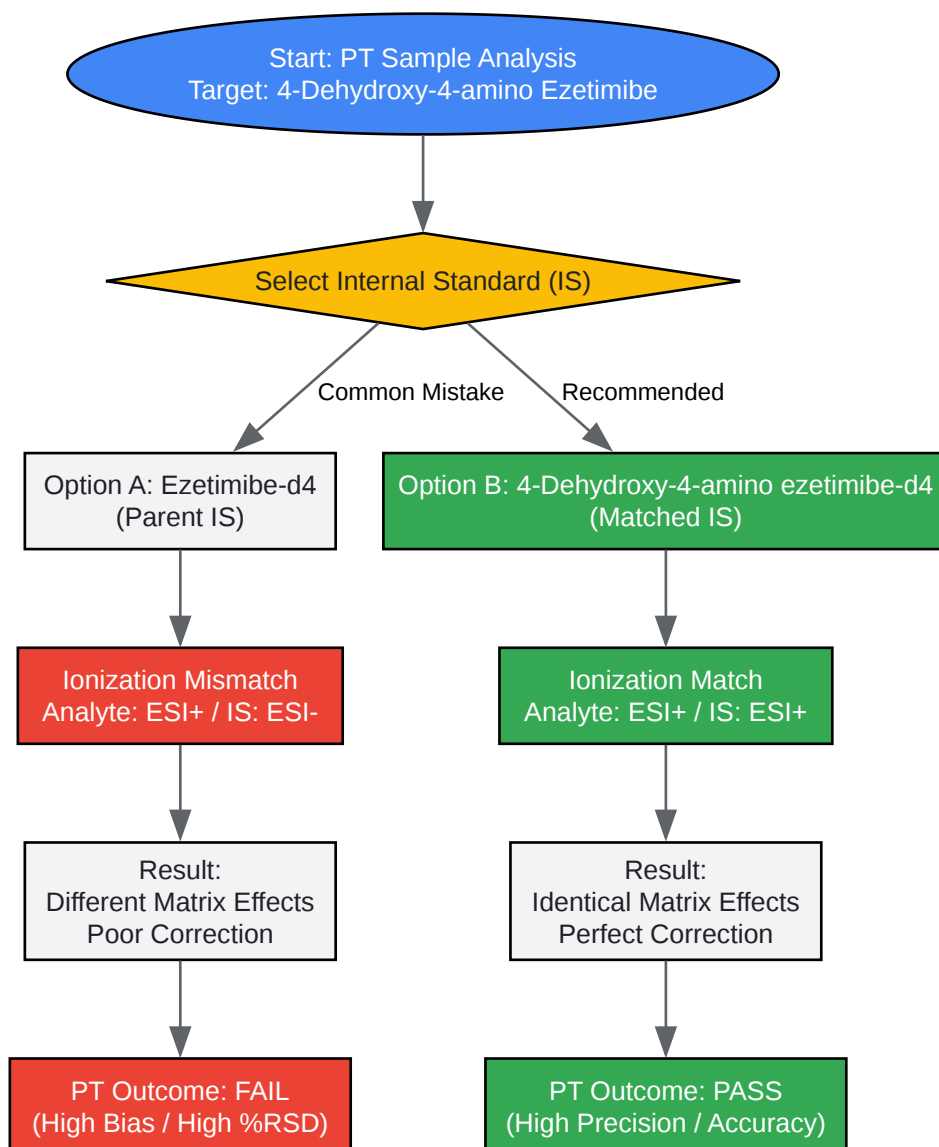 Start: PT Sample Analysis
Target: 4-Dehydroxy-4-amino Ezetimibe
Select Internal Standard (IS)
Common Mistake
Recommended
Option A: Ezetimibe-d4
(Parent IS)
Option B: 4-Dehydroxy-4-amino ezetimibe-d4
(Matched IS)
Ionization Mismatch
Analyte: ESI+ / IS: ESI-
Ionization Match
Analyte: ESI+ / IS: ESI+
Result:
Different Matrix Effects
Poor Correction
Result:
Identical Matrix Effects
Perfect Correction
PT Outcome: FAIL
(High Bias / High %RSD)
PT Outcome: PASS
(High Precision / Accuracy)